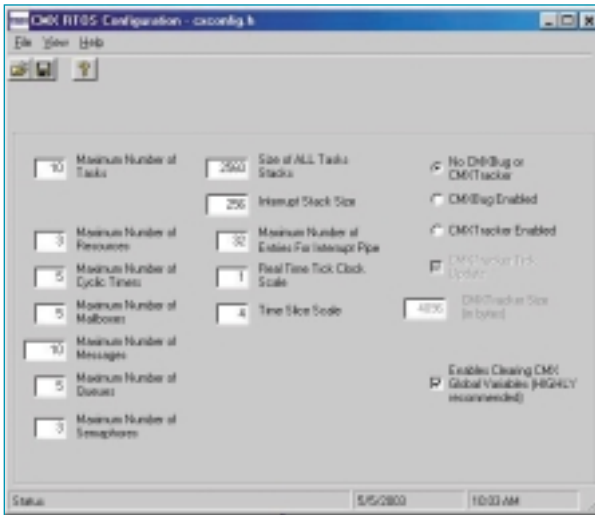 CMX RTOS Configuration - cxconfig.h
File View Help
10 Maximum Number of Tasks
2560 Size of ALL Tasks Stacks
No CMXBug or CMXTracker
256 Interrupt Stack Size
CMXBug Enabled
3 Maximum Number of Resources
32 Maximum Number of Entries For Interrupt Pipe
CMXTracker Enabled
5 Maximum Number of Cyclic Timers
1 Real Time Tick Clock Scale
CMXTracker Tick Update
5 Maximum Number of Mailboxes
4 Time Slice Scale
4096 CMXTracker Size (in bytes)
10 Maximum Number of Messages
5 Maximum Number of Queues
Enables Clearing CMX Global Variables (HIGHLY recommended)
3 Maximum Number of Semaphores
Status 5/5/2003 10:03 AM